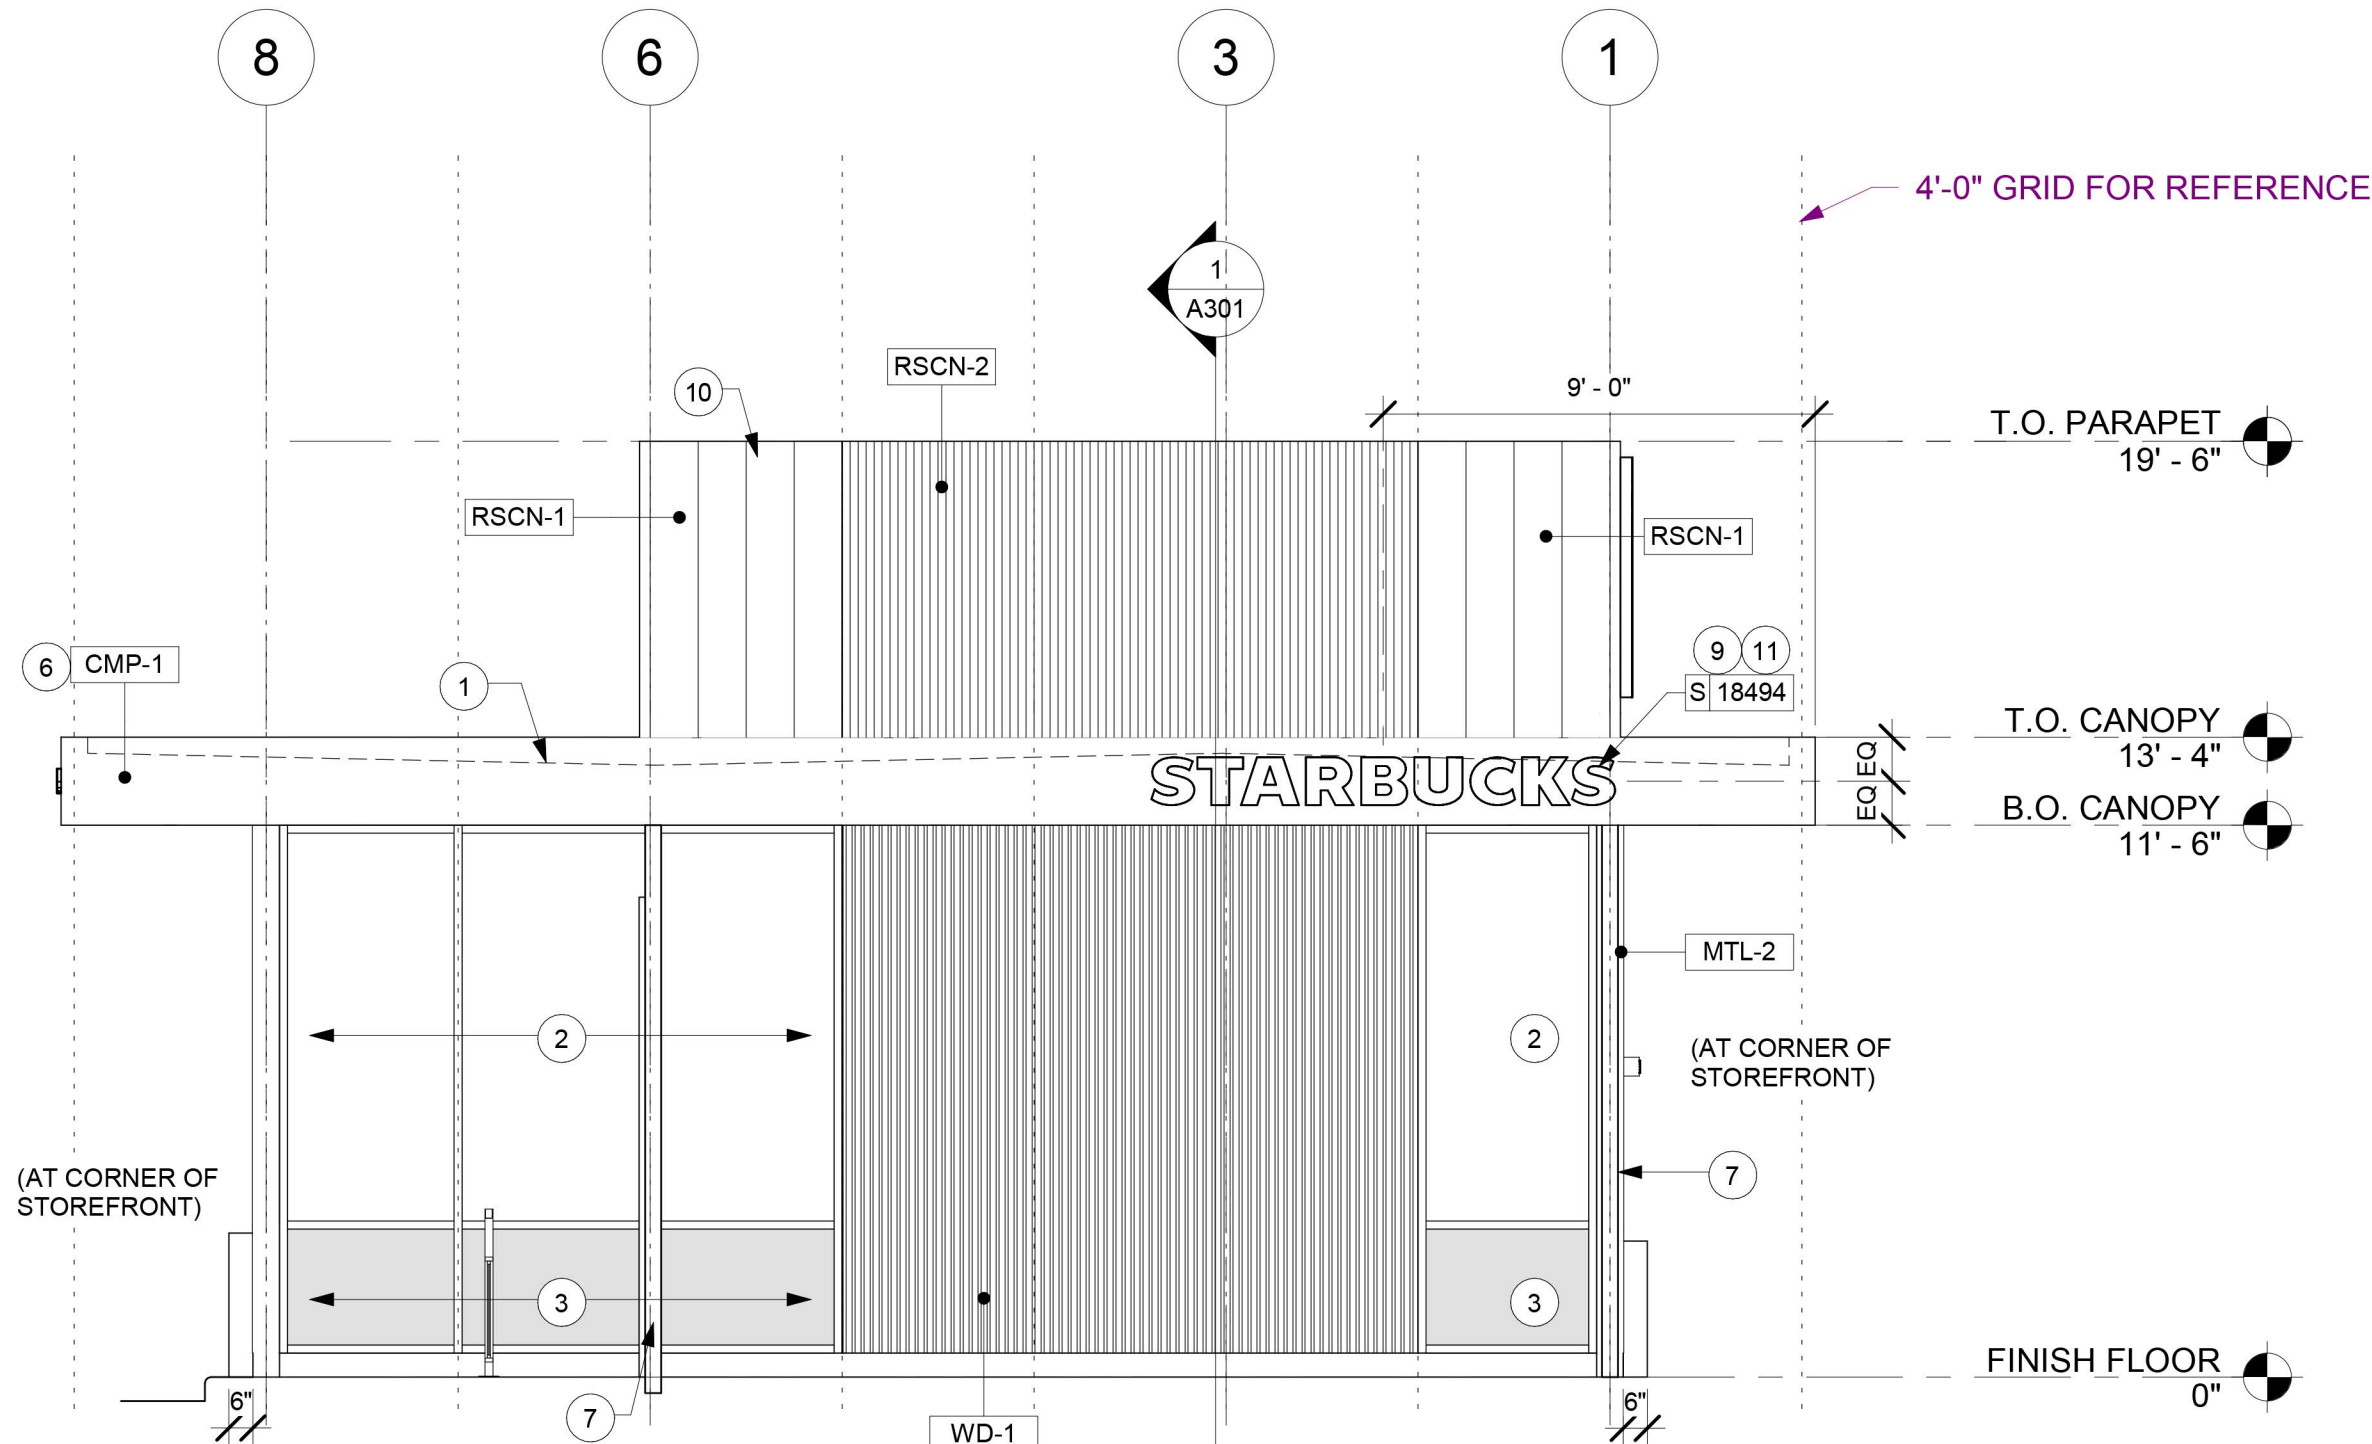 8
6
3
1
4'-0" GRID FOR REFERENCE
1
A301
RSCN-2
10
9' - 0"
T.O. PARAPET
19' - 6"
RSCN-1
RSCN-1
6
CMP-1
1
9
11
S 18494
T.O. CANOPY
13' - 4"
EQ
EQ
STARBUCKS
B.O. CANOPY
11' - 6"
MTL-2
2
2
(AT CORNER OF
STOREFRONT)
(AT CORNER OF
STOREFRONT)
7
3
3
FINISH FLOOR
0"
6"
7
WD-1
6"